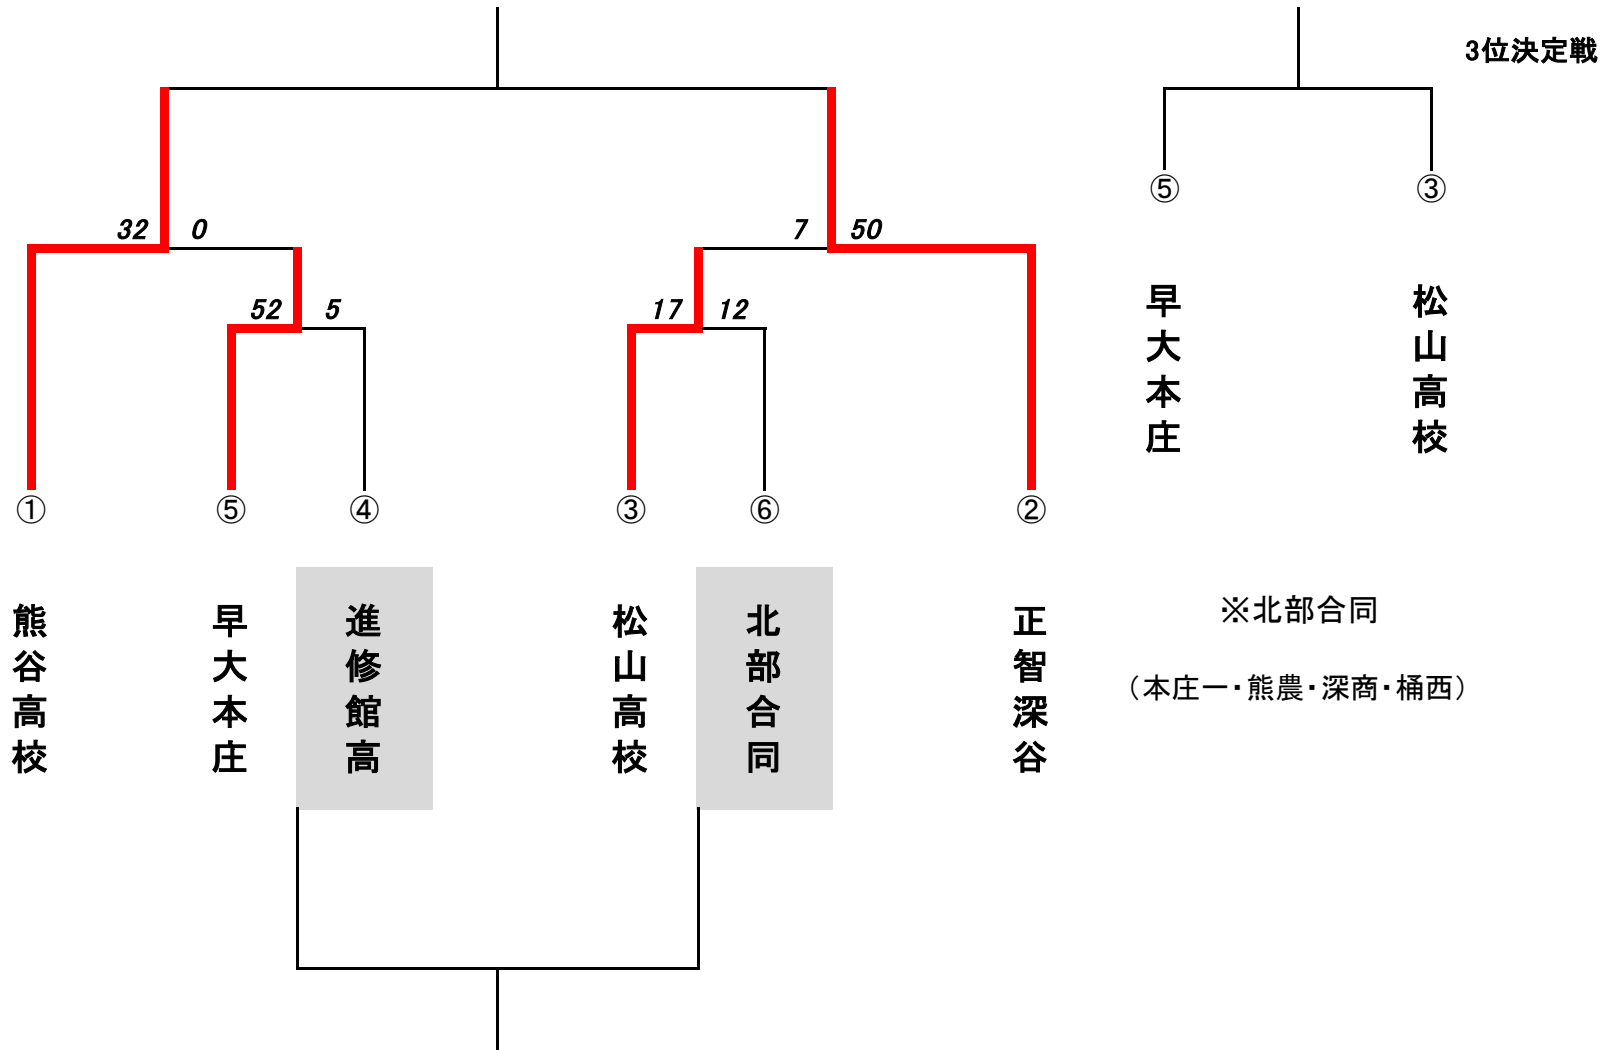 3位決定戦
⑤
③
32 0
7 50
52 5
17 12
早大本庄
松山高校
①
⑤
④
③
⑥
②
熊谷高校
早大本庄
進修館高
松山高校
北部合同
正智深谷
※北部合同
（本庄一・熊農・深商・桶西）